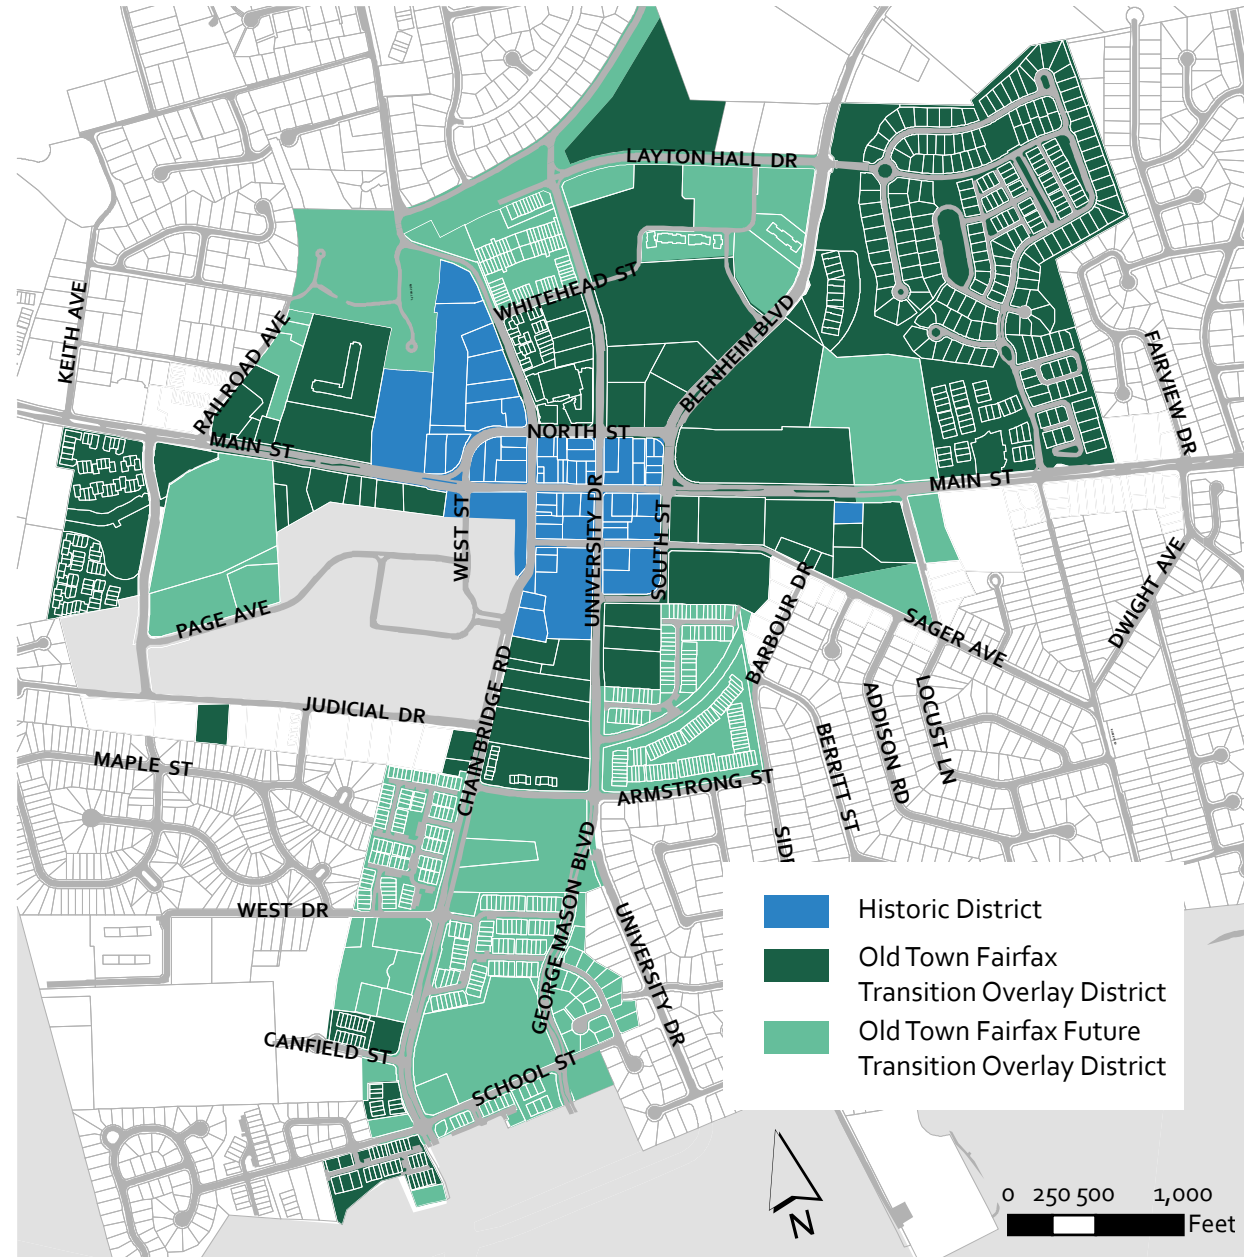 LAYTON HALL DR
WHITEHEAD ST
KEITH AVE
RAILROAD AVE
BLENHEIM BLVD
FAIRVIEW DR
MAIN ST
NORTH ST
MAIN ST
WEST ST
UNIVERSITY DR
SOUTH ST
PAGE AVE
BARBOUR DR
SAGER AVE
DWIGHT AVE
JUDICIAL DR
CHAIN BRIDGE RD
ADDISON RD
LOCUST LN
BERRITT ST
MAPLE ST
ARMSTRONG ST
GEORGE MASON BLVD
WEST DR
UNIVERSITY DR
CANFIELD ST
SCHOOL ST
Historic District
Old Town Fairfax
Transition Overlay District
Old Town Fairfax Future
Transition Overlay District
N
0 250 500 1,000
Feet